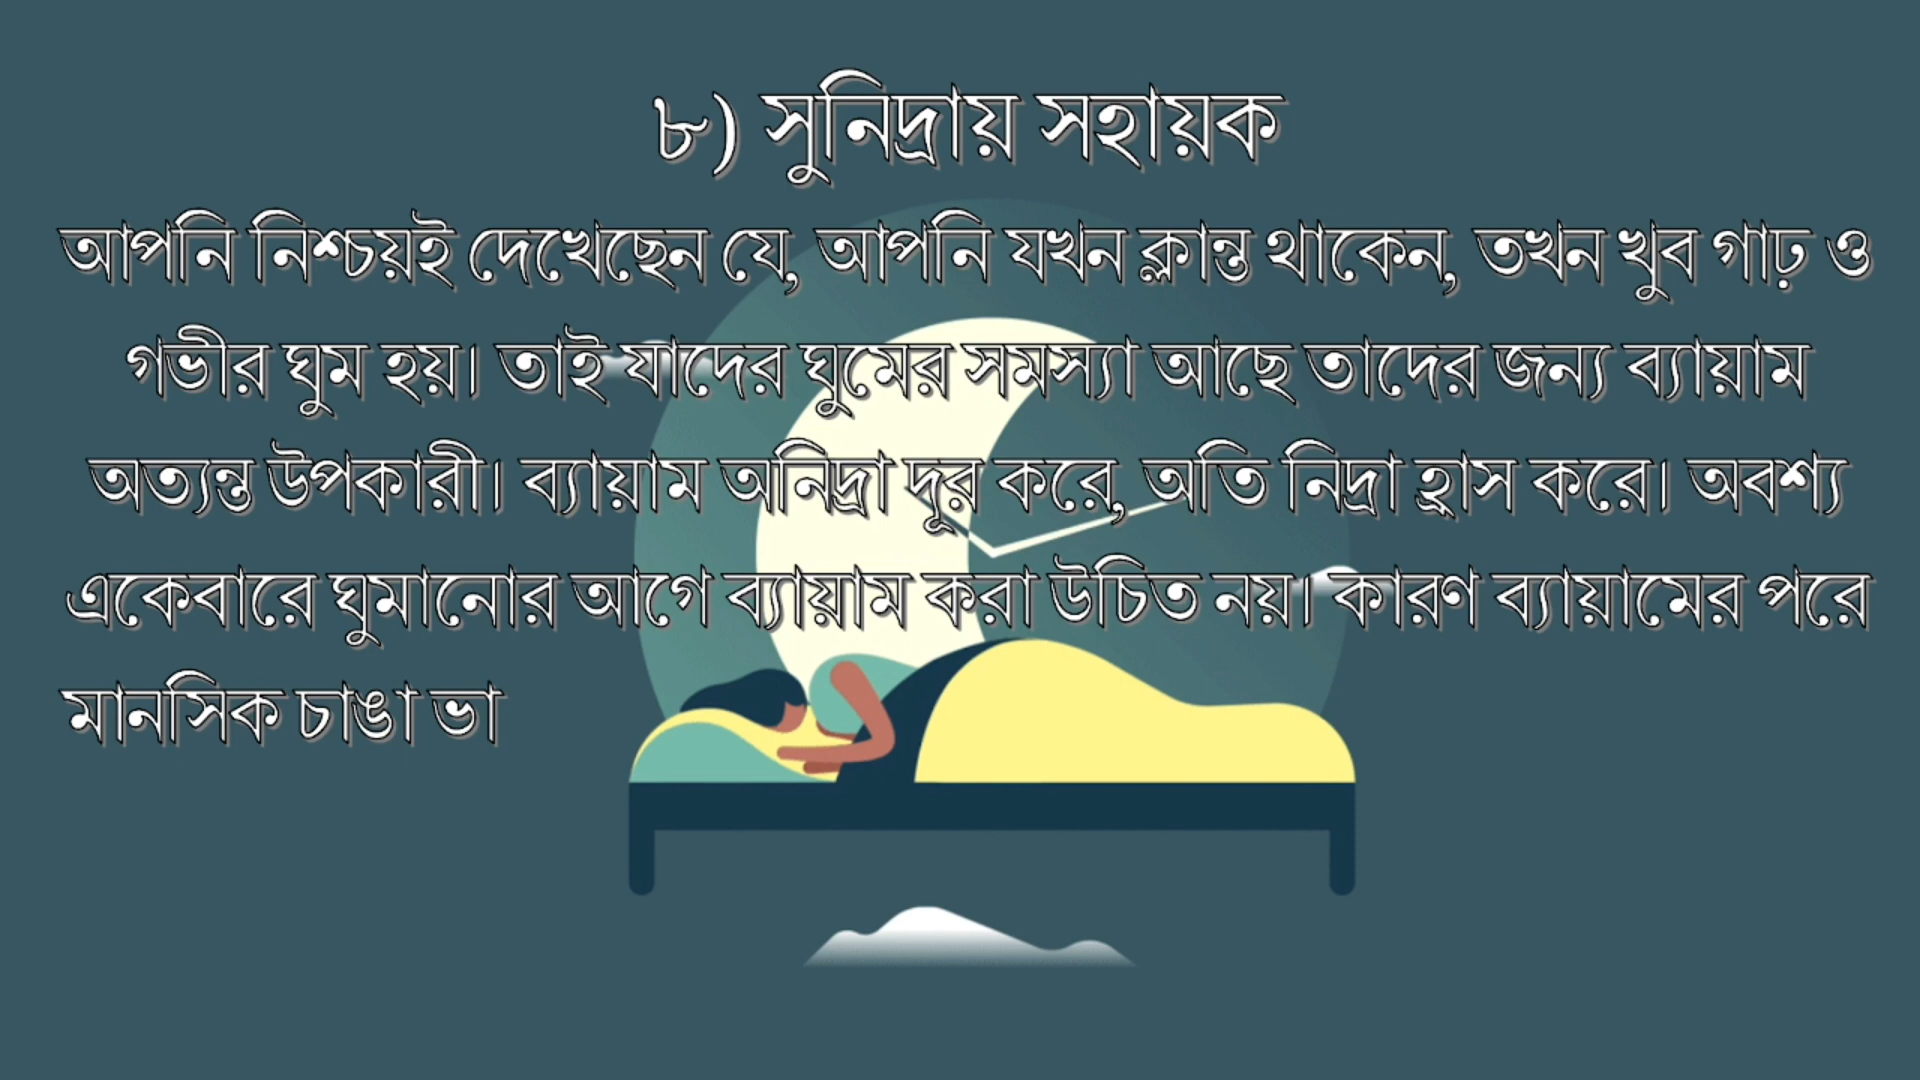 ৮) সুনিদ্রায় সহায়ক
আপনি নিশ্চয়ই দেখেছেন যে, আপনি যখন ক্লান্ত থাকেন, তখন খুব গাঢ় ও
গভীর ঘুম হয়। তাই যাদের ঘুমের সমস্যা আছে তাদের জন্য ব্যায়াম
অত্যন্ত উপকারী। ব্যায়াম অনিদ্রা দূর করে, অতি নিদ্রা হ্রাস করে। অবশ্য
একেবারে ঘুমানোর আগে ব্যায়াম করা উচিত নয়। কারণ ব্যায়ামের পরে
মানসিক চাঙা ভা